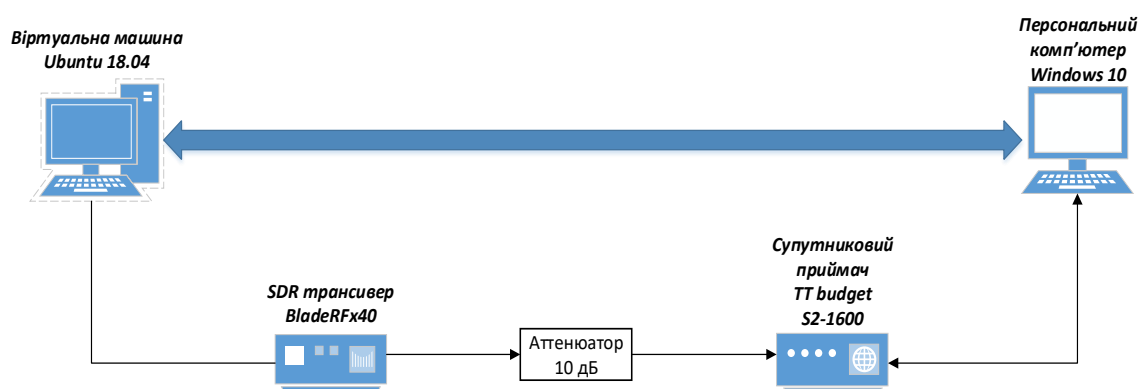 Віртуальна машина
Ubuntu 18.04
Персональний
комп’ютер
Windows 10
SDR трансивер
BladeRFx40
Аттенюатор
10 дБ
Супутниковий
приймач
TT budget
S2-1600